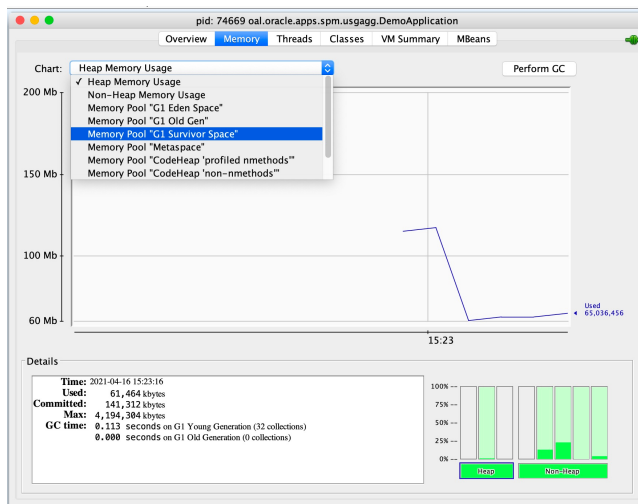 pid: 74669 oal.oracle.apps.spm.usgagg.DemoApplication
Overview Memory Threads Classes VM Summary MBeans
Chart: Heap Memory Usage Perform GC
✓ Heap Memory Usage
Non-Heap Memory Usage
Memory Pool "G1 Eden Space"
Memory Pool "G1 Old Gen"
Memory Pool "G1 Survivor Space"
Memory Pool "Metaspace"
Memory Pool "CodeHeap 'profiled nmethods'"
Memory Pool "CodeHeap 'non-nmethods'"
200 Mb
150 Mb
100 Mb
60 Mb
Used
65,036,456
15:23
Details
Time: 2021-04-16 15:23:16
Used: 61,464 kbytes
Committed: 141,312 kbytes
Max: 4,194,304 kbytes
GC time: 0.113 seconds on G1 Young Generation (32 collections)
0.000 seconds on G1 Old Generation (0 collections)
100% --
75% --
50% --
25% --
0% --
Heap Non-Heap